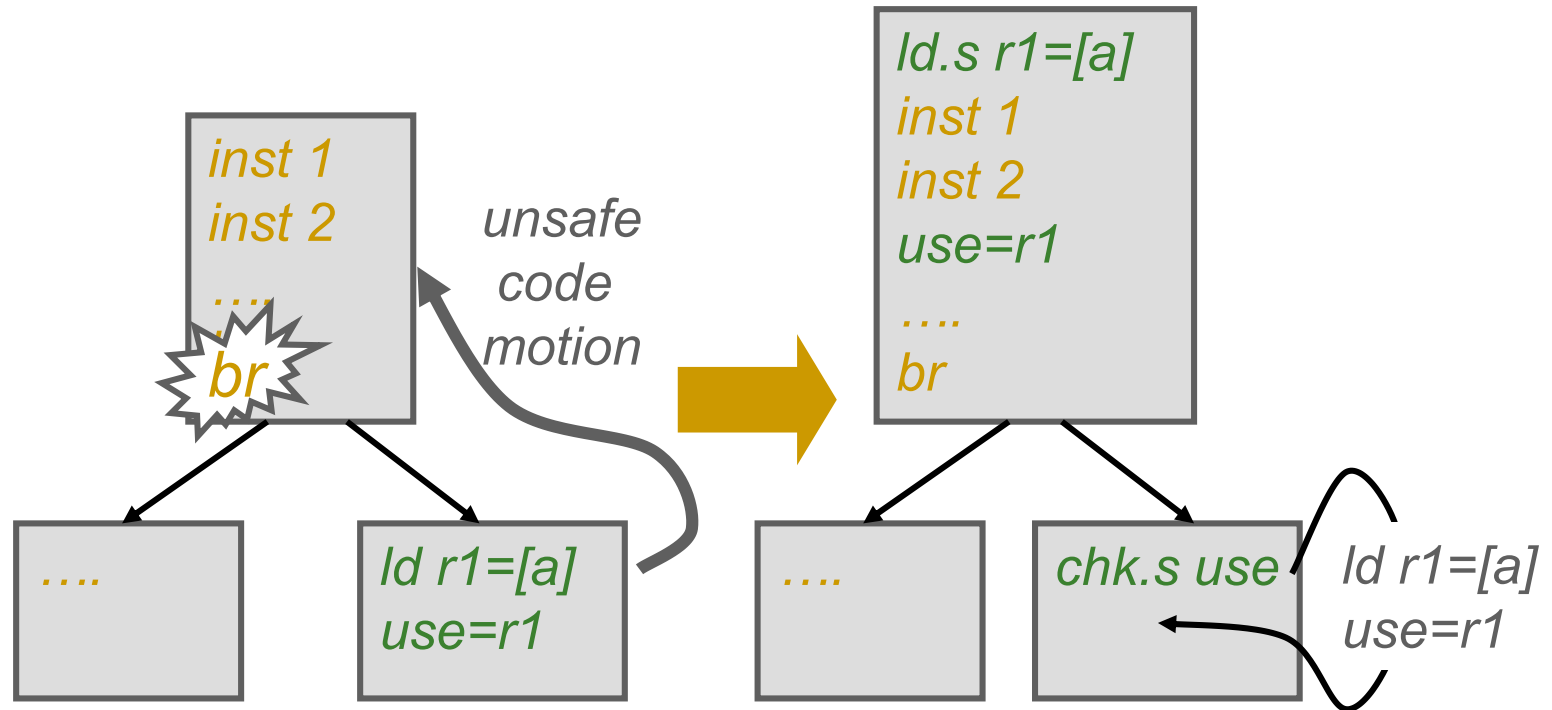 inst 1
inst 2
….
br
unsafe
code
motion
….
ld r1=[a]
use=r1
ld.s r1=[a]
inst 1
inst 2
use=r1
….
br
….
chk.s use
ld r1=[a]
use=r1